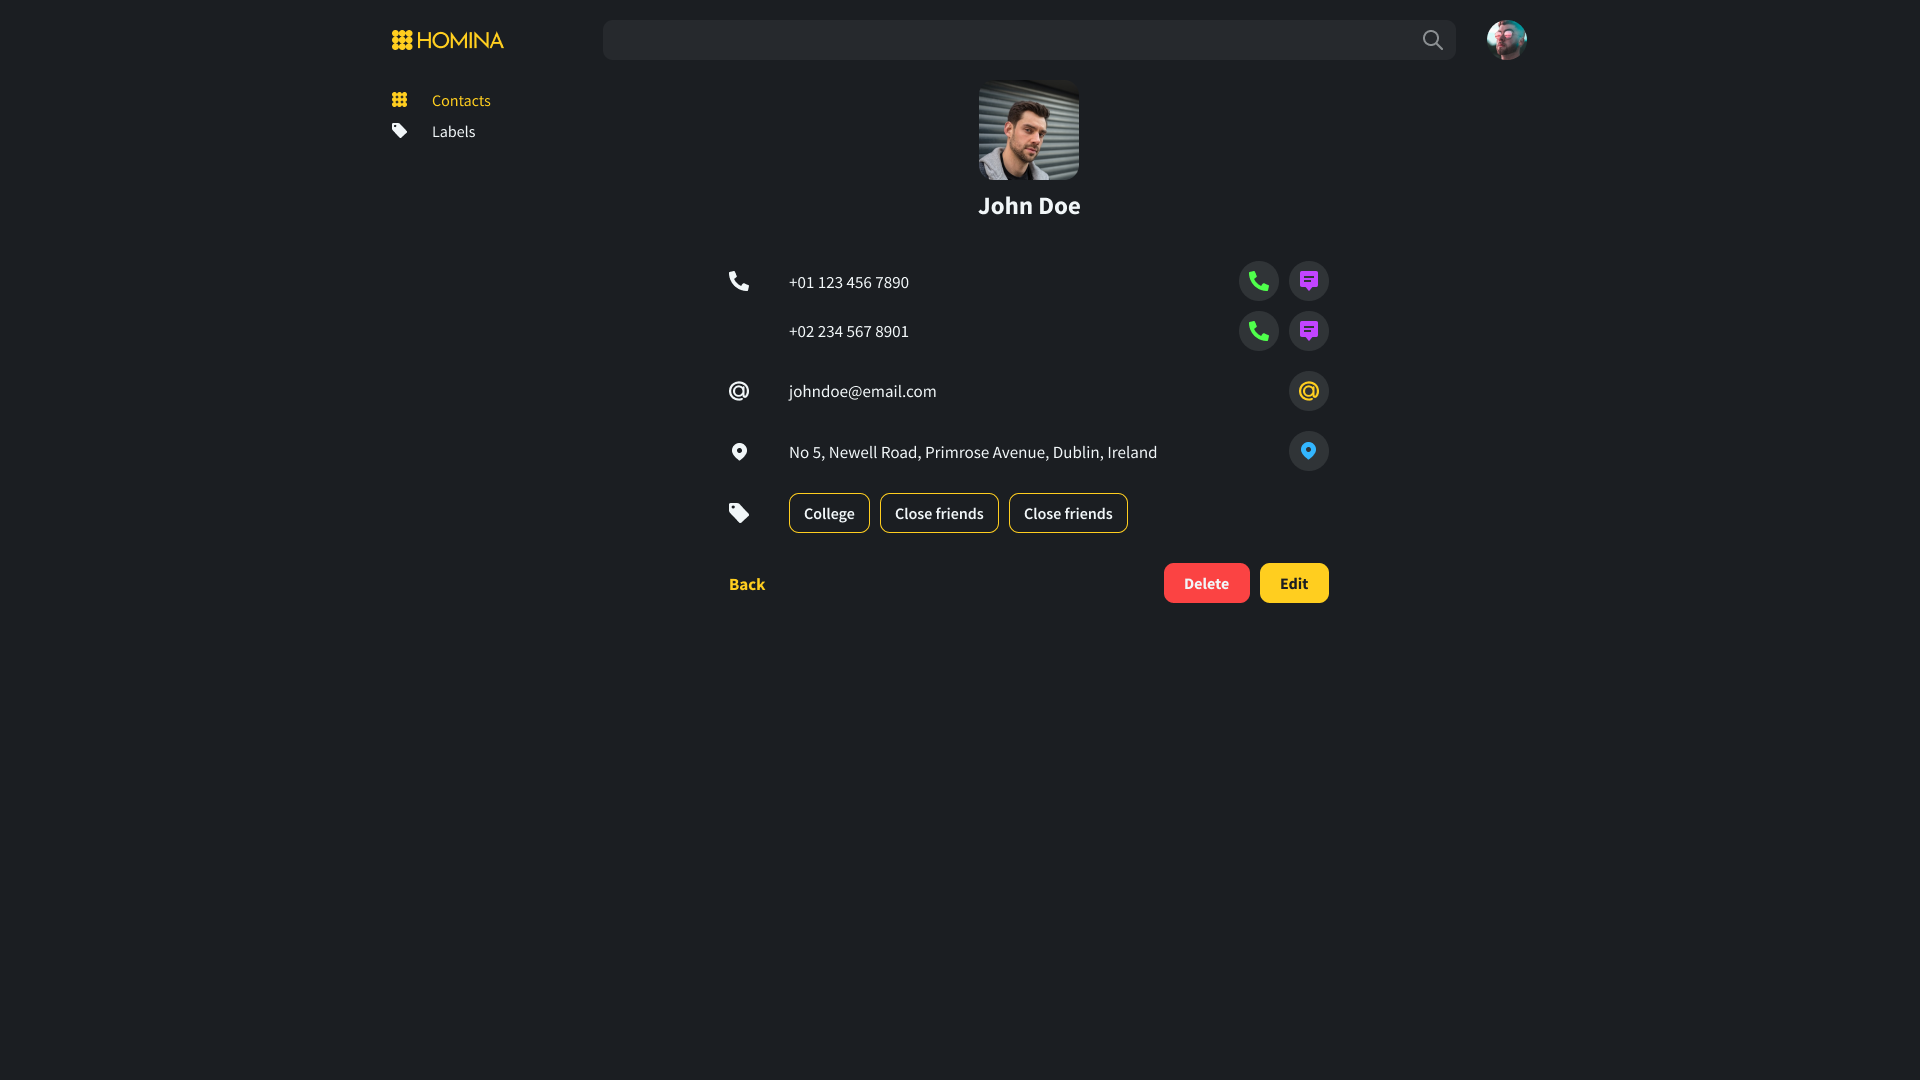 HOMINA
Contacts
Labels
John Doe
+01 123 456 7890
+02 234 567 8901
johndoe@email.com
No 5, Newell Road, Primrose Avenue, Dublin, Ireland
College
Close friends
Close friends
Back
Delete
Edit